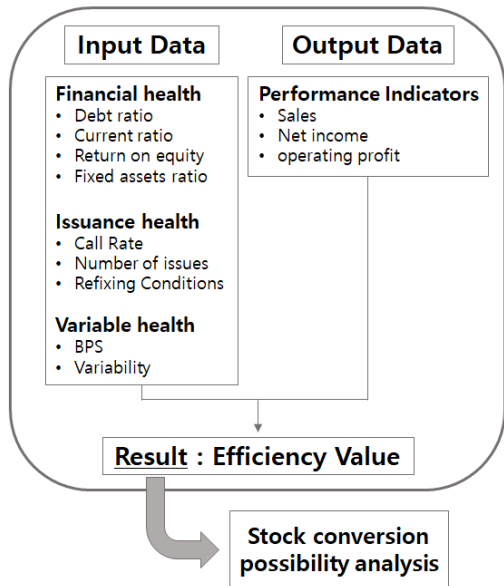 Input Data
Financial health
• Debt ratio
• Current ratio
• Return on equity
• Fixed assets ratio
Issuance health
• Call Rate
• Number of issues
• Refixing Conditions
Variable health
• BPS
• Variability
Output Data
Performance Indicators
• Sales
• Net income
• operating profit
Result : Efficiency Value
Stock conversion
possibility analysis